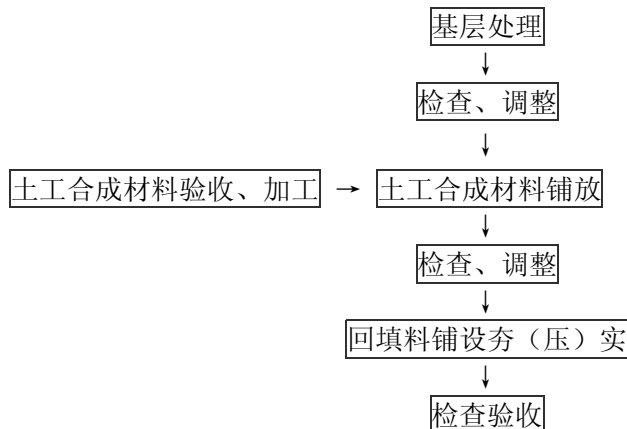 基层处理
↓
检查、调整
↓
土工合成材料验收、加工 → 土工合成材料铺放
↓
检查、调整
↓
回填料铺设夯（压）实
↓
检查验收